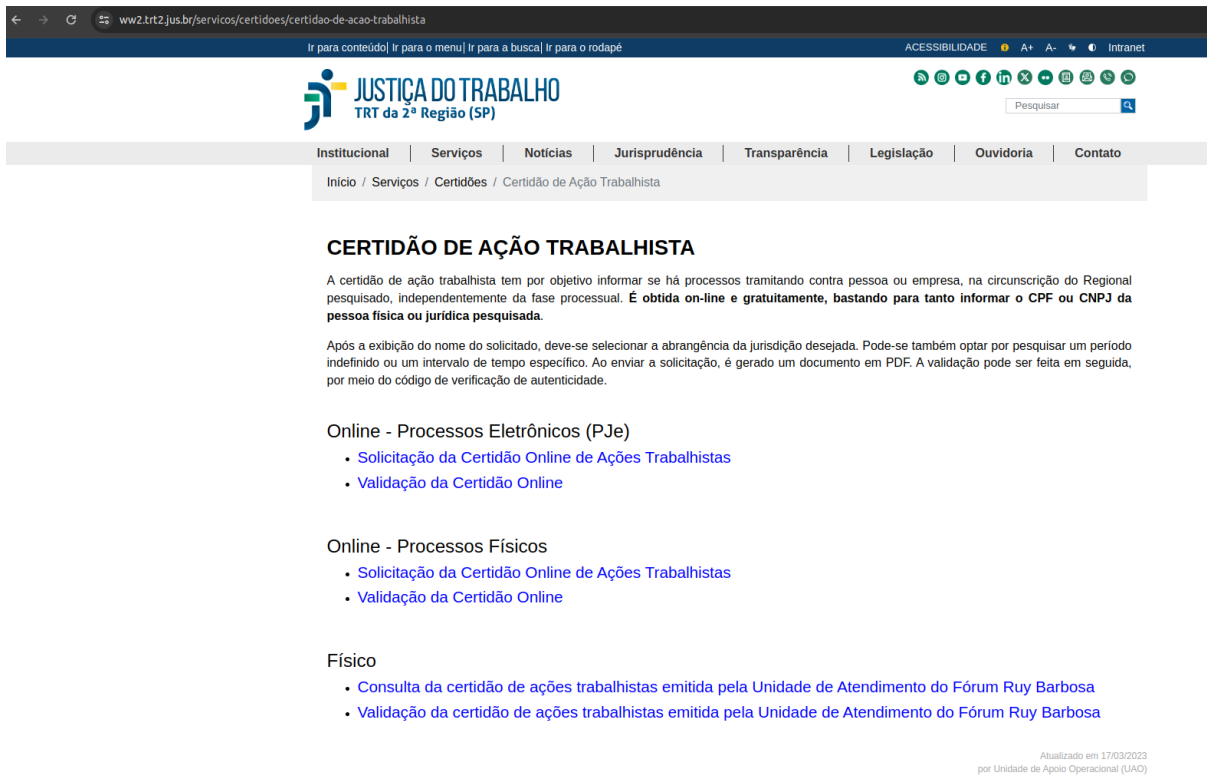 ww2.trt2.jus.br/servicos/certidoes/certidao-de-acao-trabalhista
Ir para conteúdo| Ir para o menu| Ir para a busca| Ir para o rodapé
ACESSIBILIDADE A+ A- Intranet
JUSTIÇA DO TRABALHO
TRT da 2ª Região (SP)
Pesquisar
Institucional | Serviços | Notícias | Jurisprudência | Transparência | Legislação | Ouvidoria | Contato
Início / Serviços / Certidões / Certidão de Ação Trabalhista
CERTIDÃO DE AÇÃO TRABALHISTA
A certidão de ação trabalhista tem por objetivo informar se há processos tramitando contra pessoa ou empresa, na circunscrição do Regional
pesquisado, independentemente da fase processual. É obtida on-line e gratuitamente, bastando para tanto informar o CPF ou CNPJ da
pessoa física ou jurídica pesquisada.
Após a exibição do nome do solicitado, deve-se selecionar a abrangência da jurisdição desejada. Pode-se também optar por pesquisar um período
indefinido ou um intervalo de tempo específico. Ao enviar a solicitação, é gerado um documento em PDF. A validação pode ser feita em seguida,
por meio do código de verificação de autenticidade.
Online - Processos Eletrônicos (PJe)
• Solicitação da Certidão Online de Ações Trabalhistas
• Validação da Certidão Online
Online - Processos Físicos
• Solicitação da Certidão Online de Ações Trabalhistas
• Validação da Certidão Online
Físico
• Consulta da certidão de ações trabalhistas emitida pela Unidade de Atendimento do Fórum Ruy Barbosa
• Validação da certidão de ações trabalhistas emitida pela Unidade de Atendimento do Fórum Ruy Barbosa
Atualizado em 17/03/2023
por Unidade de Apoio Operacional (UAO)